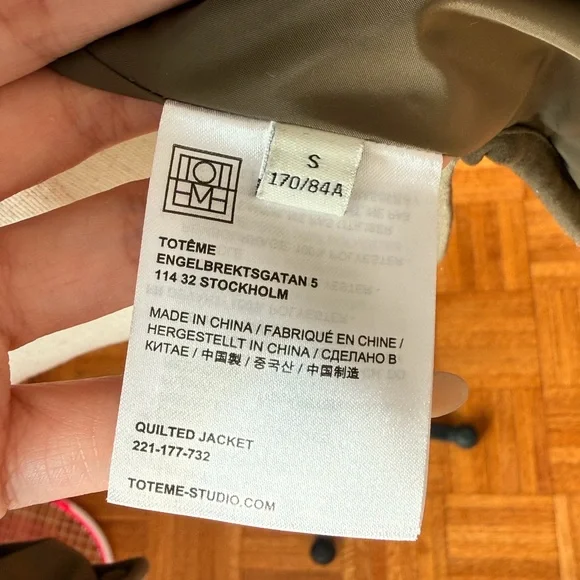 TOTEME
S
170/84A
TOTÊME
ENGELBREKTSGATAN 5
114 32 STOCKHOLM
MADE IN CHINA / FABRIQUÉ EN CHINE /
HERGESTELLT IN CHINA / СДЕЛАНО В
КИТАЕ / 中国製 / 중국산 / 中国制造
QUILTED JACKET
221-177-732
TOTEME-STUDIO.COM